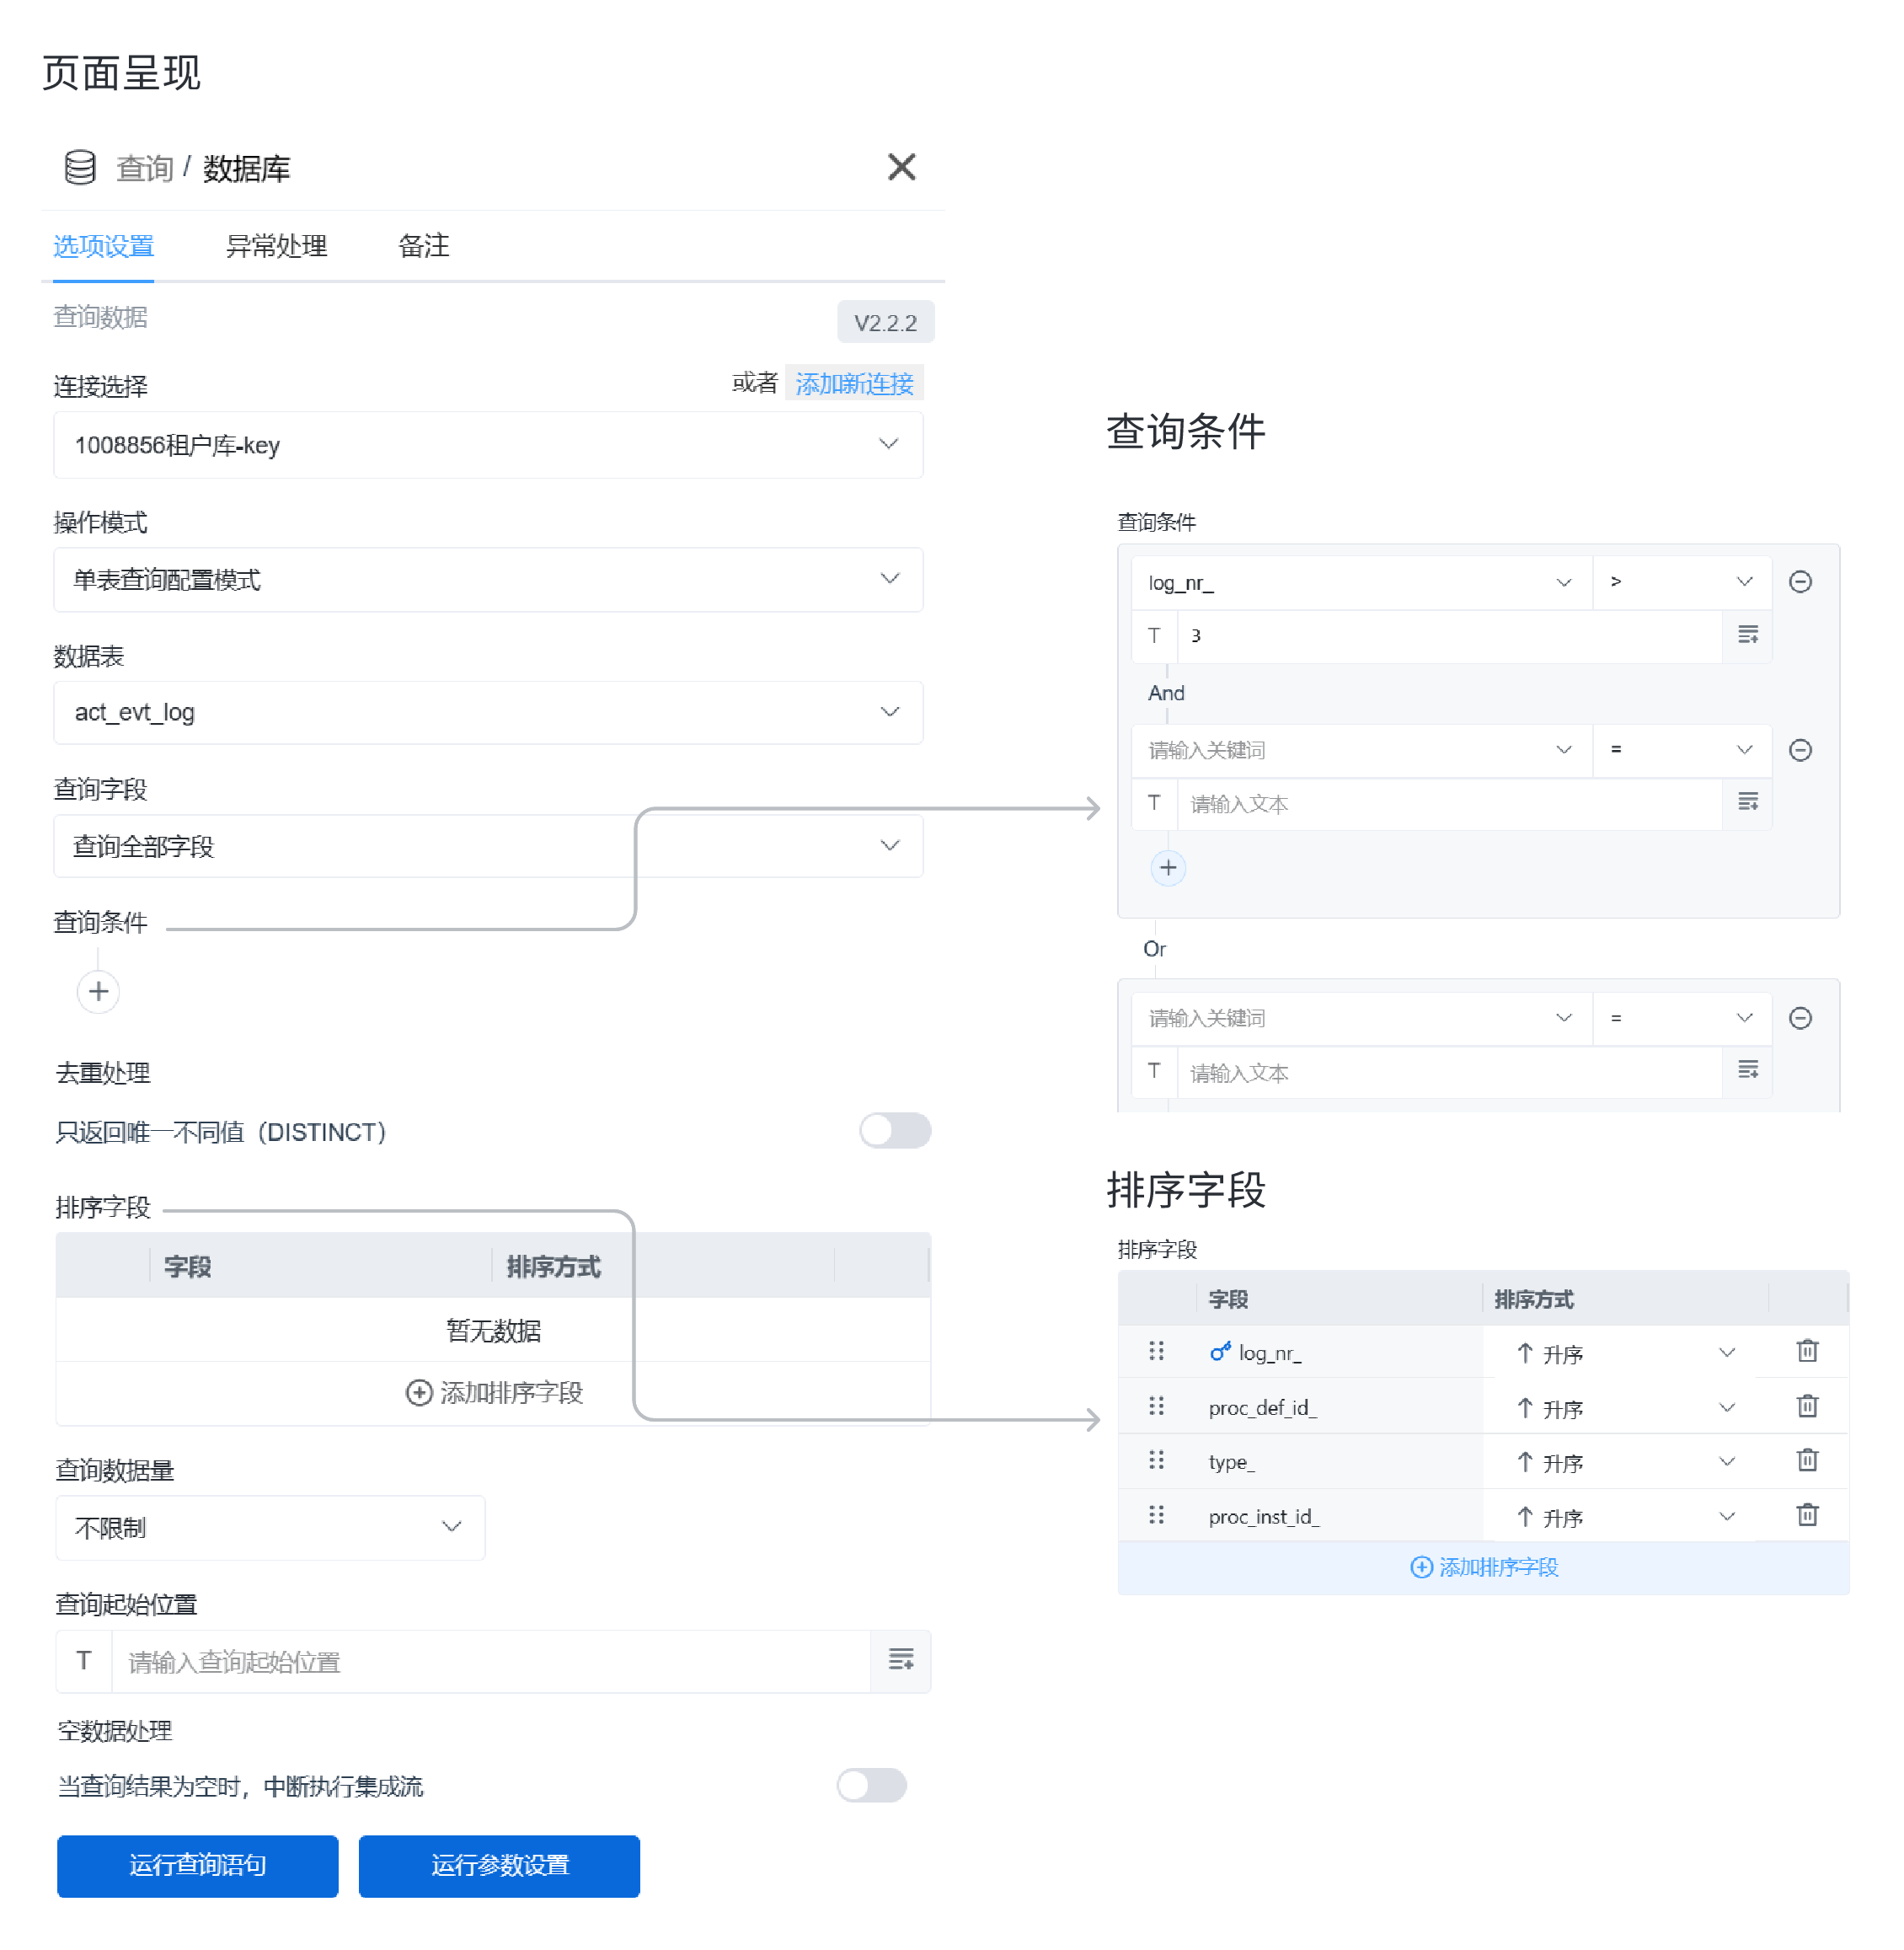 页面呈现
查询 / 数据库
选项设置 异常处理 备注
查询数据 V2.2.2
连接选择 或者 添加新连接
1008856租户库-key
操作模式
单表查询配置模式
数据表
act_evt_log
查询字段
查询全部字段
查询条件
去重处理
只返回唯一不同值（DISTINCT）
排序字段
字段 排序方式
暂无数据
添加排序字段
查询数据量
不限制
查询起始位置
T 请输入查询起始位置
空数据处理
当查询结果为空时，中断执行集成流
运行查询语句 运行参数设置
查询条件
查询条件
log_nr_ >
T 3
And
请输入关键词 =
T 请输入文本
Or
请输入关键词 =
T 请输入文本
排序字段
排序字段
字段 排序方式
log_nr_ 升序
proc_def_id_ 升序
type_ 升序
proc_inst_id_ 升序
添加排序字段